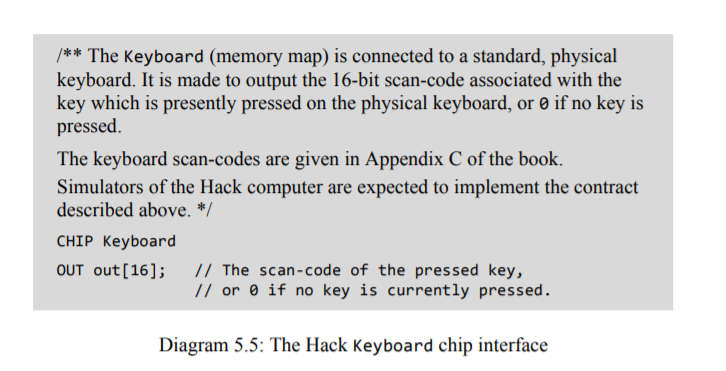 /** The Keyboard (memory map) is connected to a standard, physical
keyboard. It is made to output the 16-bit scan-code associated with the
key which is presently pressed on the physical keyboard, or 0 if no key is
pressed.
The keyboard scan-codes are given in Appendix C of the book.
Simulators of the Hack computer are expected to implement the contract
described above. */
CHIP Keyboard
OUT out[16];   // The scan-code of the pressed key,
// or 0 if no key is currently pressed.
Diagram 5.5: The Hack Keyboard chip interface